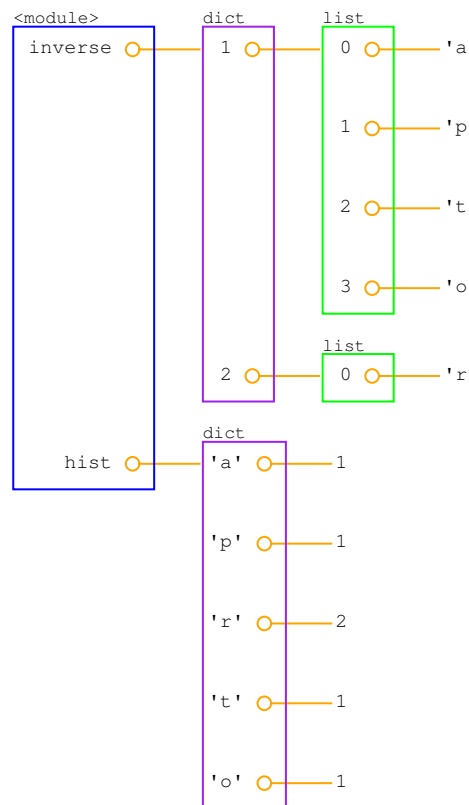 <module> dict list
inverse 1 0 'a
1 'p
2 't
3 'o
list
2 0 'r
dict
hist 'a' 1
'p' 1
'r' 2
't' 1
'o' 1